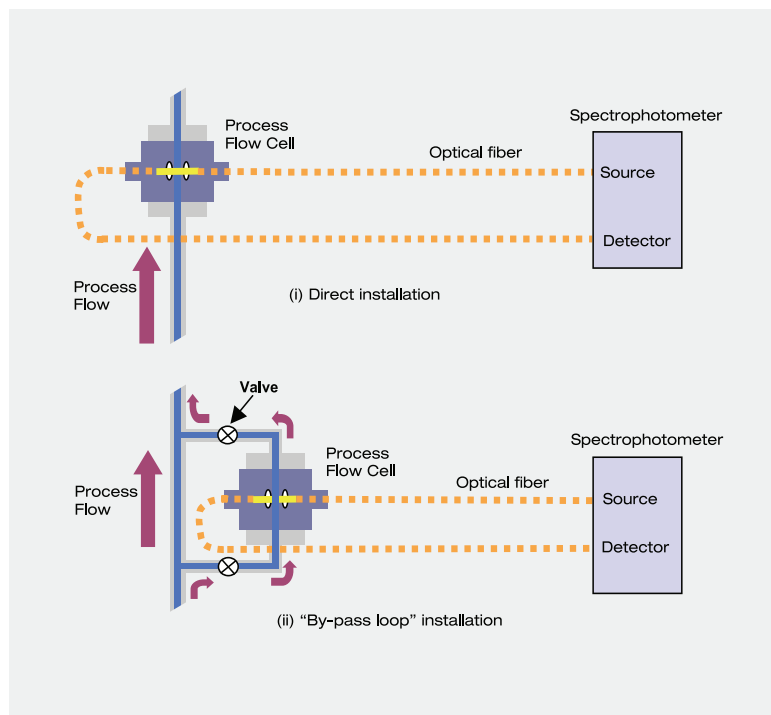 Process
Flow Cell
Spectrophotometer
Optical fiber
Source
Detector
Process
Flow
(i) Direct installation
Valve
Process
Flow Cell
Spectrophotometer
Optical fiber
Process
Flow
Source
Detector
(ii) “By-pass loop” installation